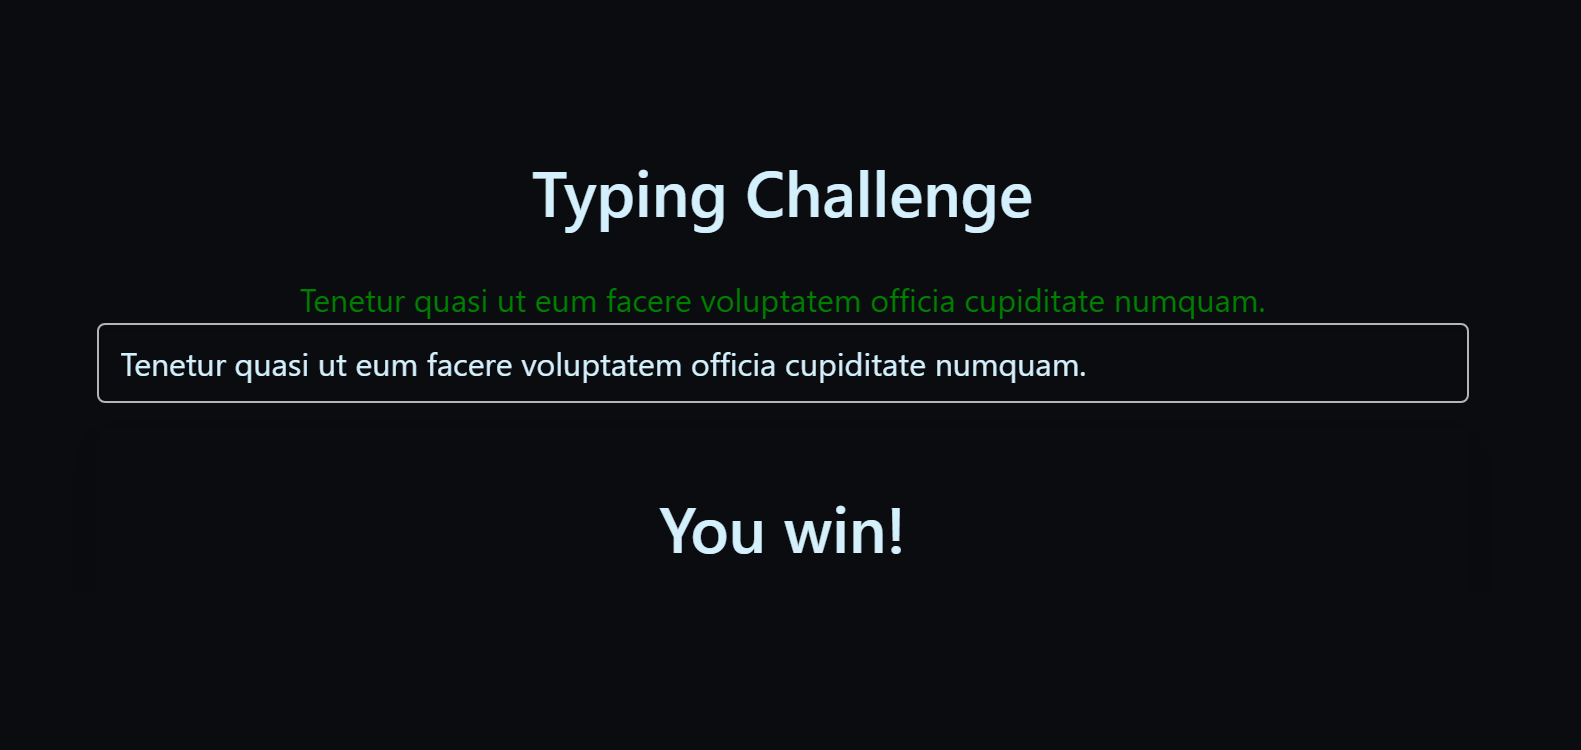 Typing Challenge
Tenetur quasi ut eum facere voluptatem officia cupiditate numquam.
Tenetur quasi ut eum facere voluptatem officia cupiditate numquam.
You win!